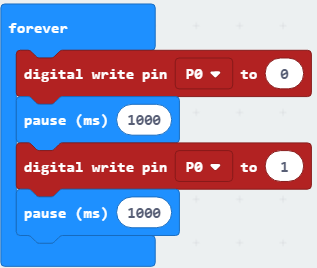 forever
digital write pin P0 to 0
pause (ms) 1000
digital write pin P0 to 1
pause (ms) 1000